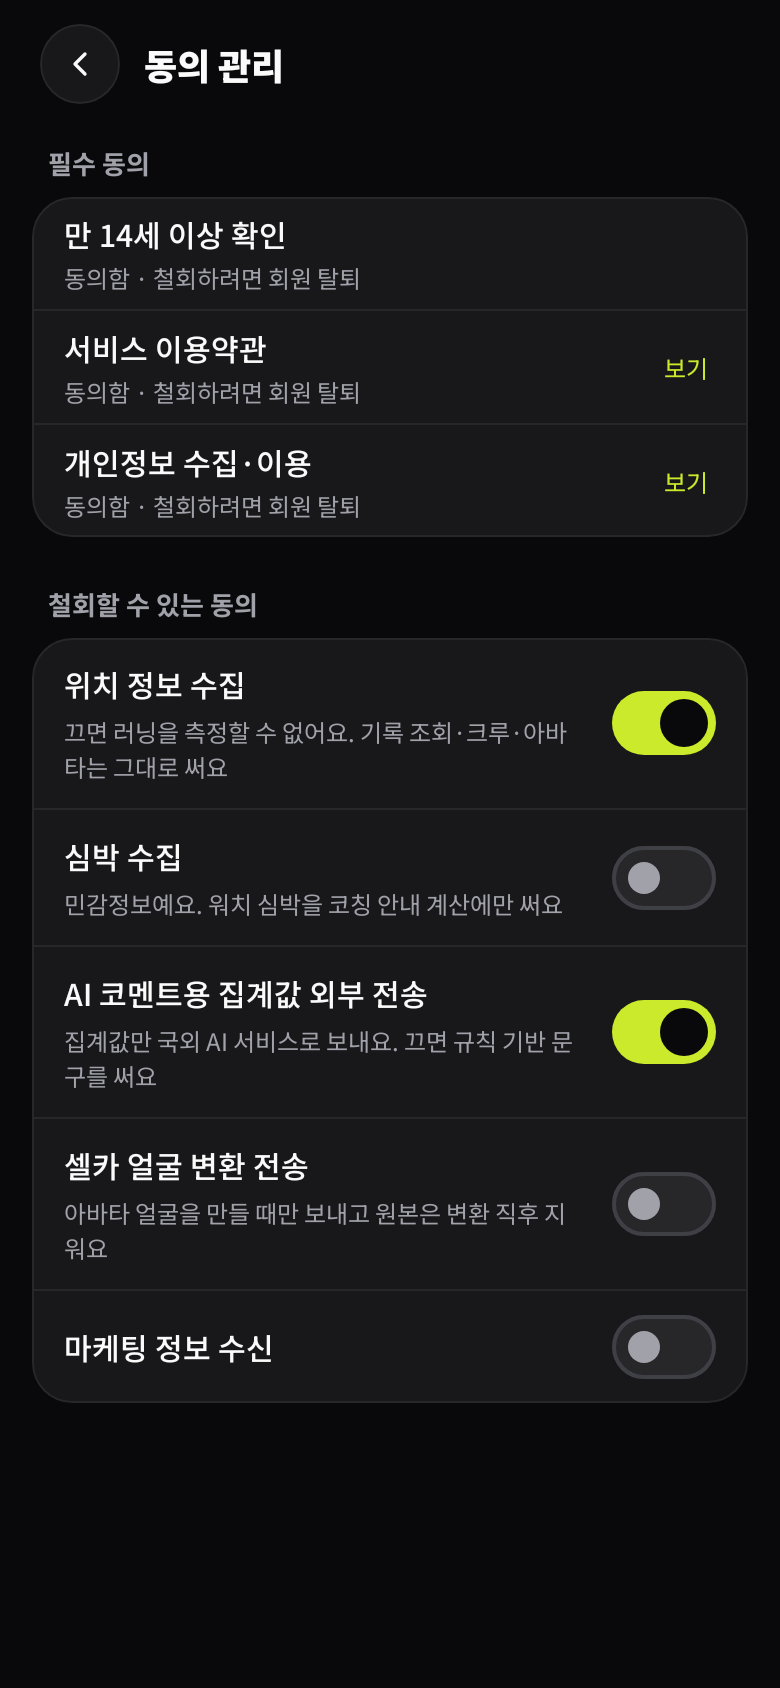 동의 관리
필수 동의
만 14세 이상 확인
동의함 · 철회하려면 회원 탈퇴
서비스 이용약관
동의함 · 철회하려면 회원 탈퇴
보기
개인정보 수집·이용
동의함 · 철회하려면 회원 탈퇴
보기
철회할 수 있는 동의
위치 정보 수집
끄면 러닝을 측정할 수 없어요. 기록 조회·크루·아바
타는 그대로 써요
심박 수집
민감정보예요. 워치 심박을 코칭 안내 계산에만 써요
AI 코멘트용 집계값 외부 전송
집계값만 국외 AI 서비스로 보내요. 끄면 규칙 기반 문
구를 써요
셀카 얼굴 변환 전송
아바타 얼굴을 만들 때만 보내고 원본은 변환 직후 지
워요
마케팅 정보 수신